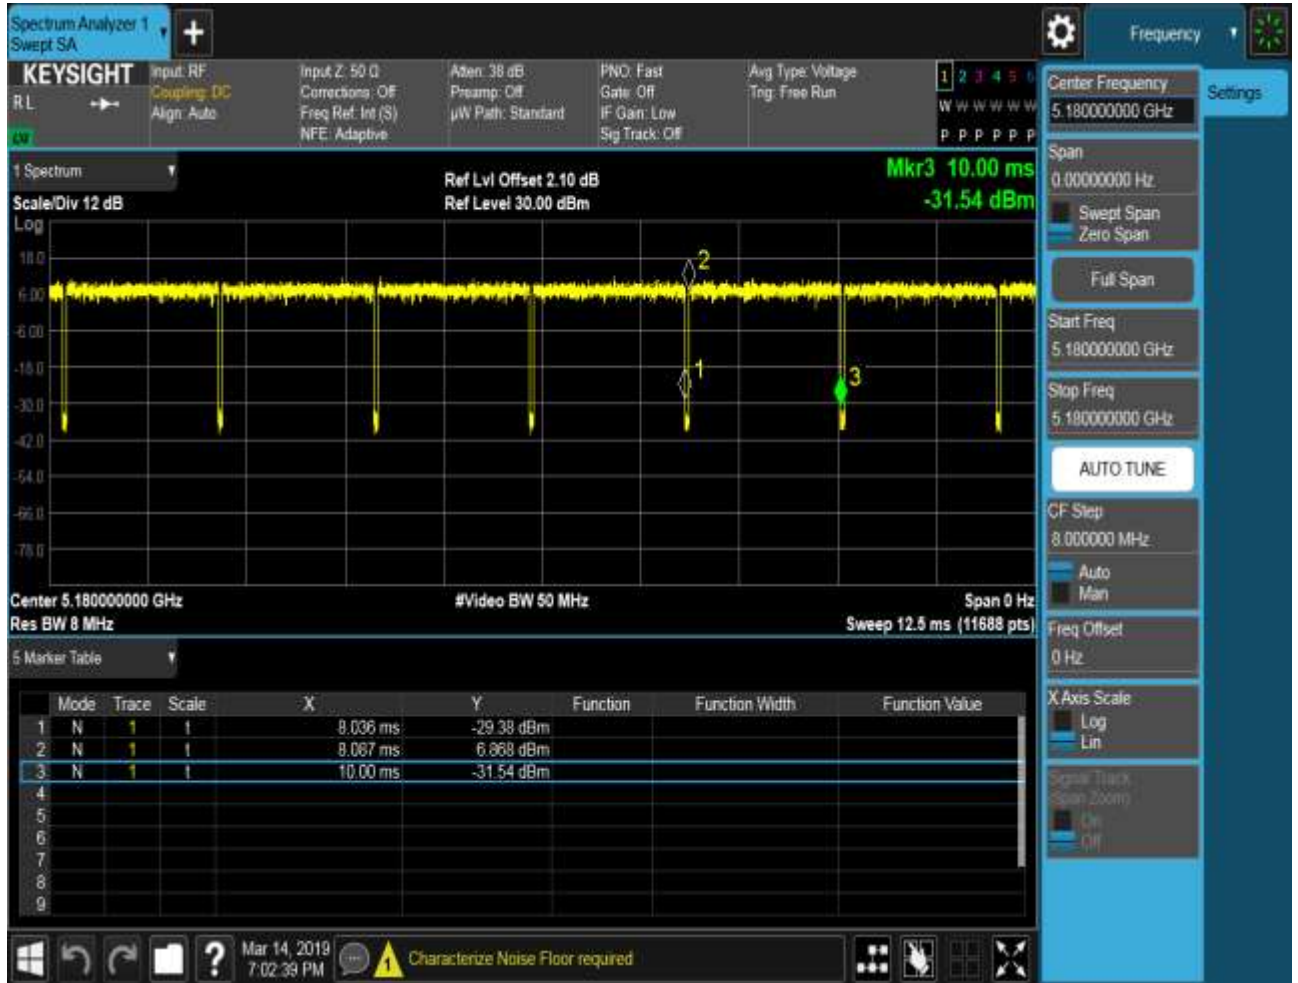 Spectrum Analyzer 1
Swept SA
Frequency
KEYSIGHT
RL
Input: RF
Coupling: DC
Align: Auto
Input Z: 50 Ω
Corrections: Off
Freq Ref: Int (S)
NFE: Adaptive
Atten: 38 dB
Preamp: Off
µW Path: Standard
PNO: Fast
Gate: Off
IF Gain: Low
Sig Track: Off
Avg Type: Voltage
Trig: Free Run
1 2 3 4 5 6
W W W W W W
P P P P P P
Center Frequency
5.180000000 GHz
Settings
Span
0.00000000 Hz
Swept Span
Zero Span
Full Span
Start Freq
5.180000000 GHz
Stop Freq
5.180000000 GHz
AUTO TUNE
CF Step
8.000000 MHz
Auto
Man
Freq Offset
0 Hz
X Axis Scale
Log
Lin
Signal Track
(Span Zoom)
On
Off
1 Spectrum
Scale/Div 12 dB
Ref Lvl Offset 2.10 dB
Ref Level 30.00 dBm
Mkr3 10.00 ms
-31.54 dBm
Log
18.0
6.00
-6.00
-18.0
-30.0
-42.0
-54.0
-66.0
-78.0
2
1
3
Center 5.180000000 GHz
#Video BW 50 MHz
Span 0 Hz
Res BW 8 MHz
Sweep 12.5 ms (11688 pts)
5 Marker Table
Mode Trace Scale X Y Function Function Width Function Value
1 N 1 t 8.036 ms -29.38 dBm
2 N 1 t 8.087 ms 6.868 dBm
3 N 1 t 10.00 ms -31.54 dBm
4
5
6
7
8
9
?
Mar 14, 2019
7:02:39 PM
1
Characterize Noise Floor required